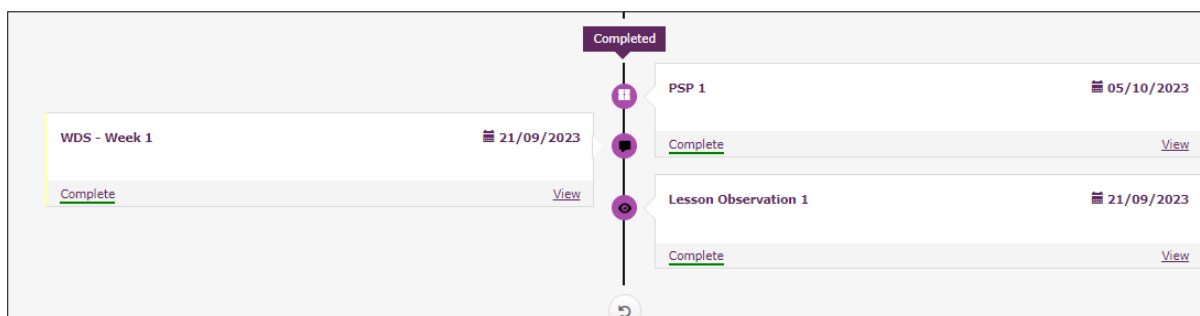 Completed
PSP 1 05/10/2023
Complete View
WDS - Week 1 21/09/2023
Complete View
Lesson Observation 1 21/09/2023
Complete View